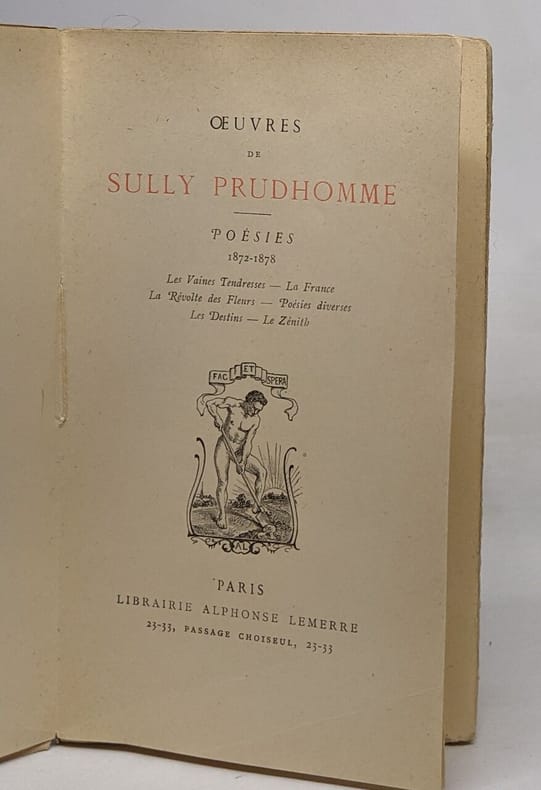 ŒUVRES
DE
SULLY PRUDHOMME
POÉSIES
1872-1878
Les Vaines Tendresses — La France
La Révolte des Fleurs — Poésies diverses
Les Destins — Le Zénith
FAC ET SPERA
AL
PARIS
LIBRAIRIE ALPHONSE LEMERRE
23-33, PASSAGE CHOISEUL, 23-33